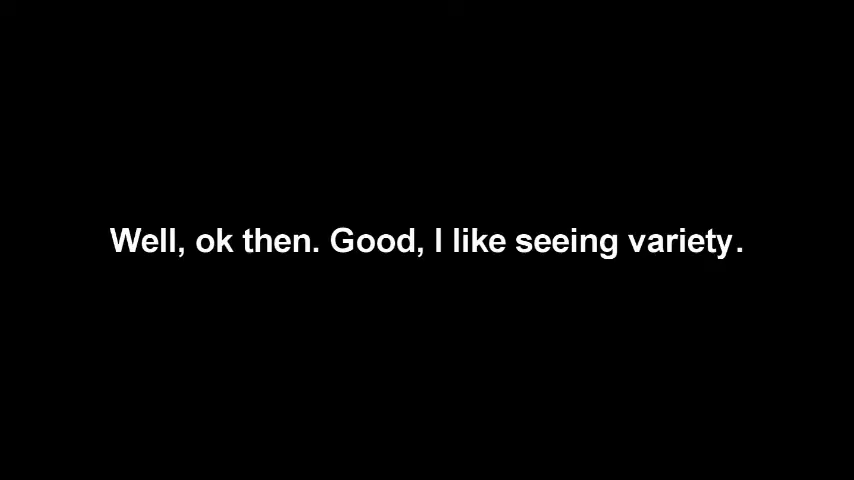 Well, ok then. Good, I like seeing variety.